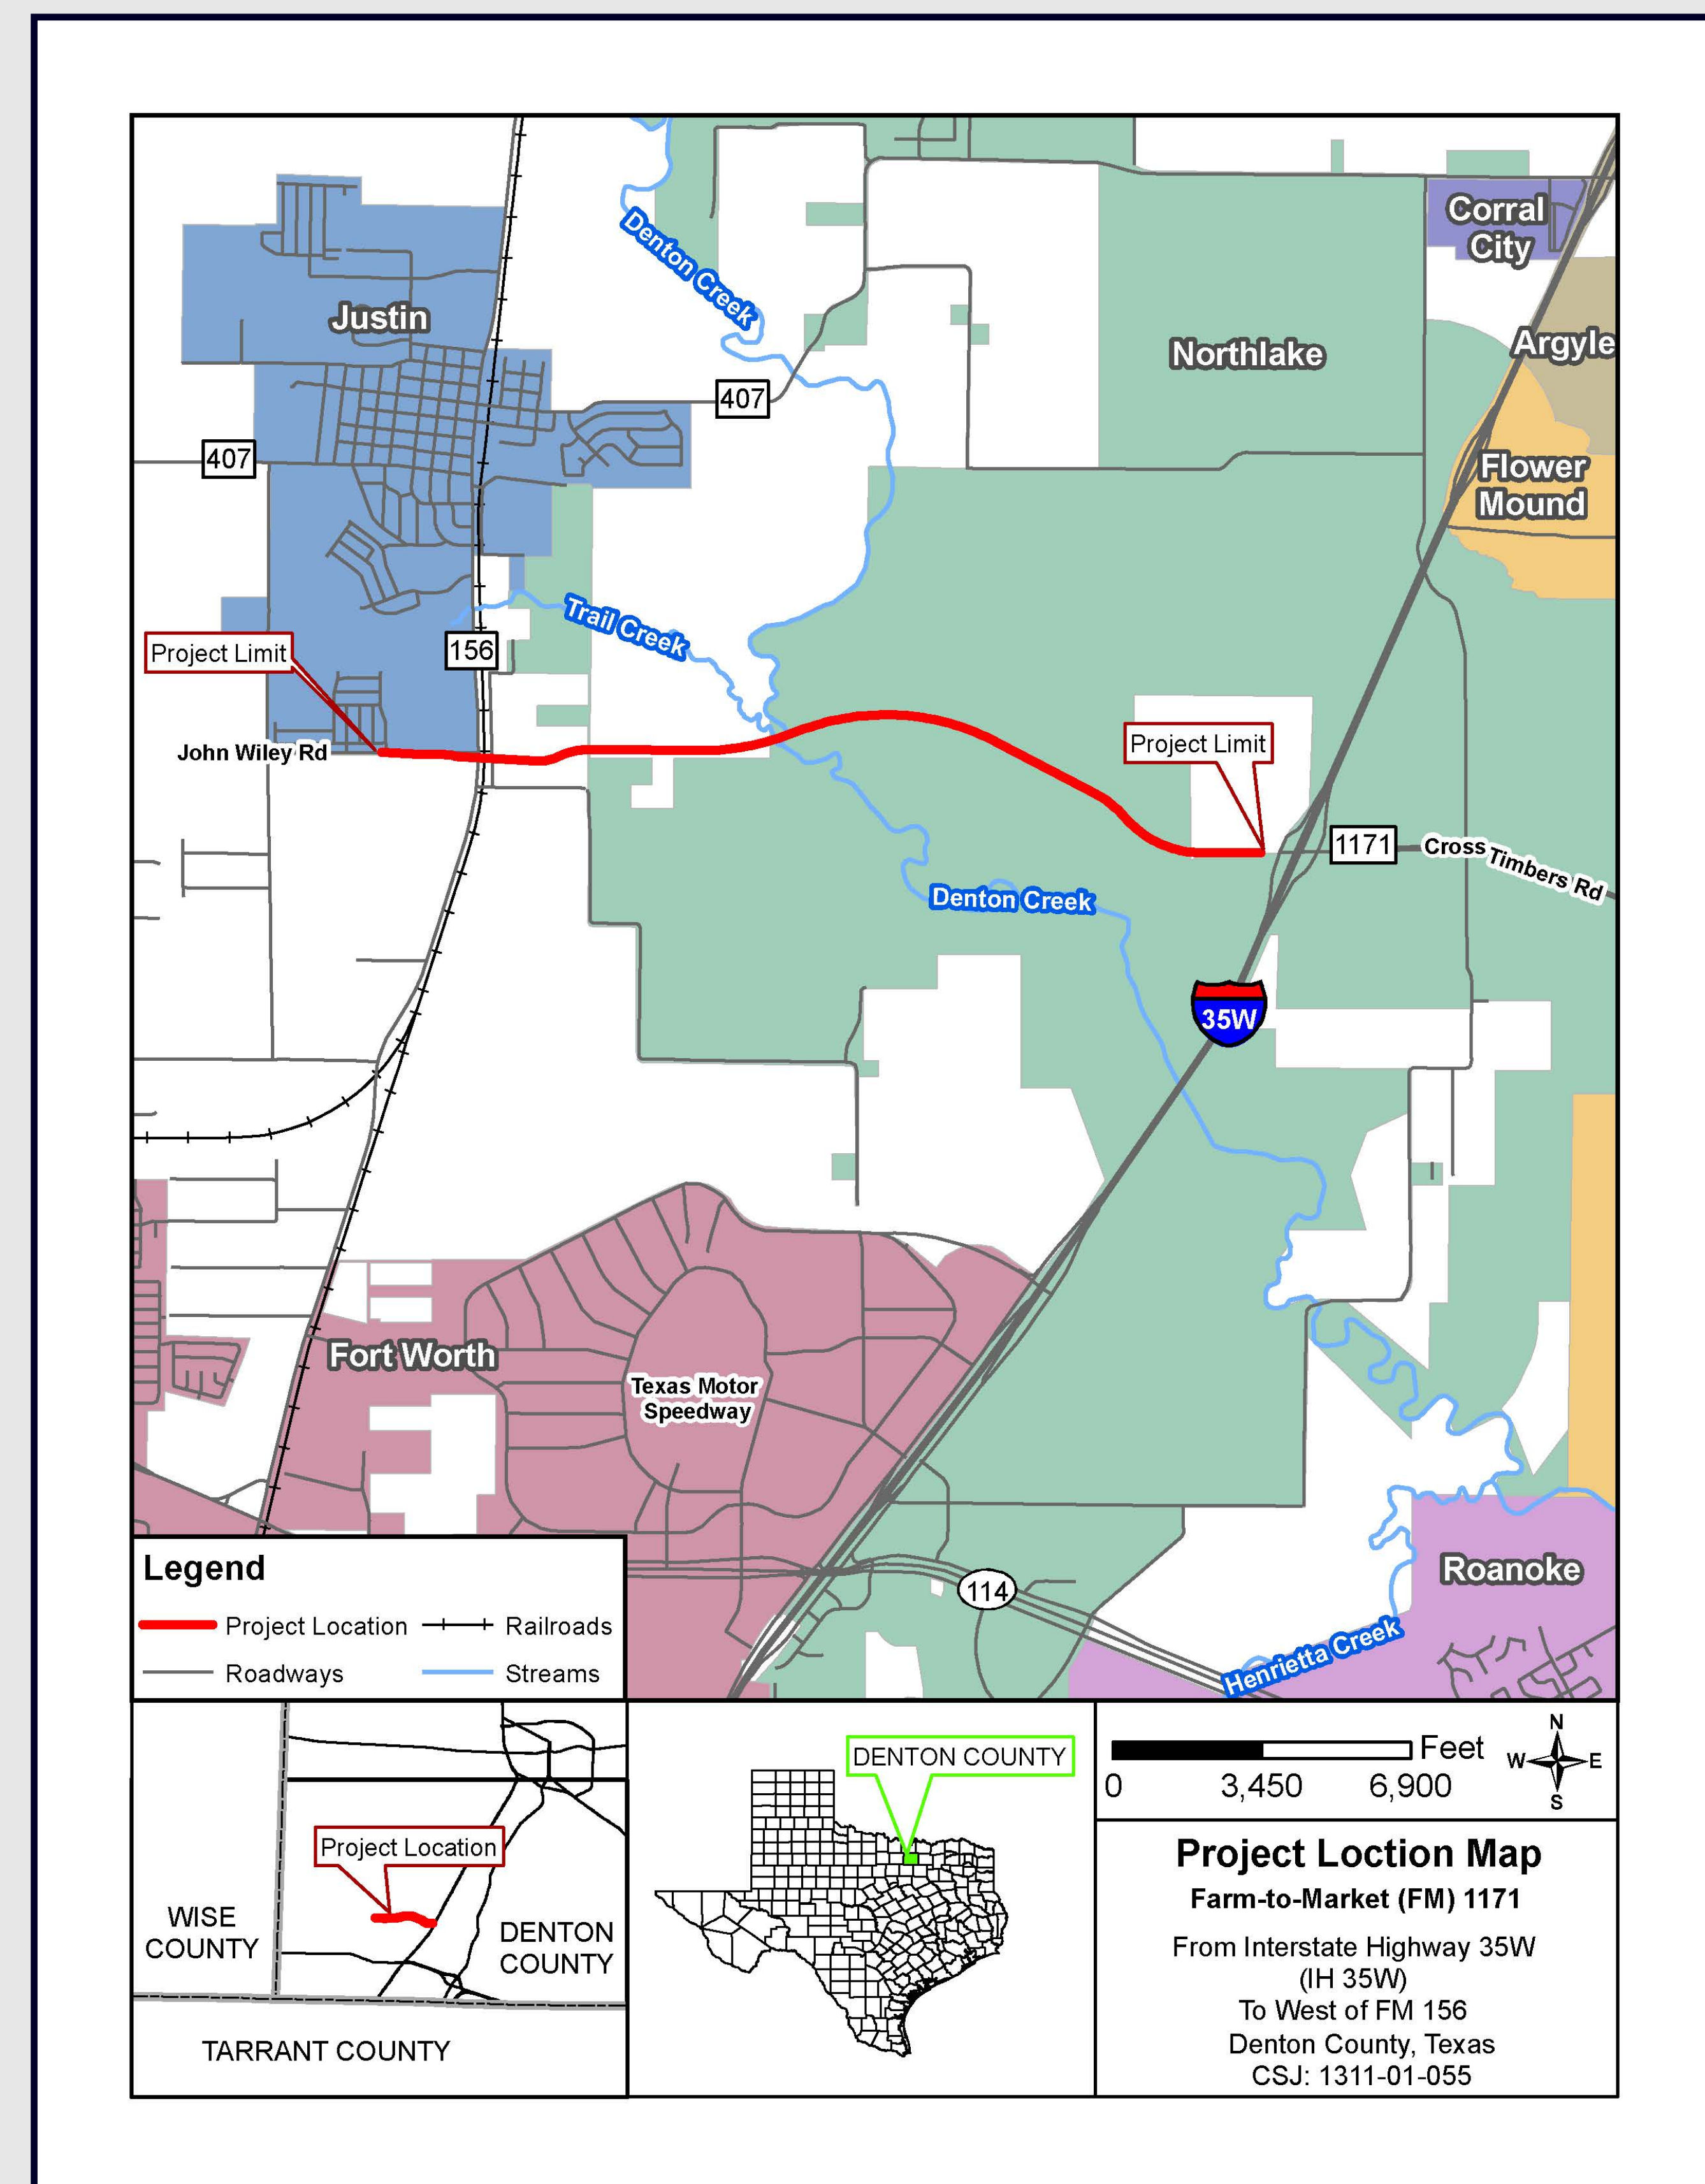 Corral
City
Denton Creek
Justin
Argyle
Northlake
407
407
Flower
Mound
Trail Creek
Project Limit
156
Project Limit
John Wiley Rd
1171
Cross Timbers Rd
Denton Creek
35W
Fort Worth
Texas Motor
Speedway
114
Roanoke
Henrietta Creek
Legend
Project Location
Railroads
Roadways
Streams
Project Location
WISE
COUNTY
DENTON
COUNTY
TARRANT COUNTY
DENTON COUNTY
Feet
0 3,450 6,900
N
W E
S
Project Loction Map
Farm-to-Market (FM) 1171
From Interstate Highway 35W
(IH 35W)
To West of FM 156
Denton County, Texas
CSJ: 1311-01-055